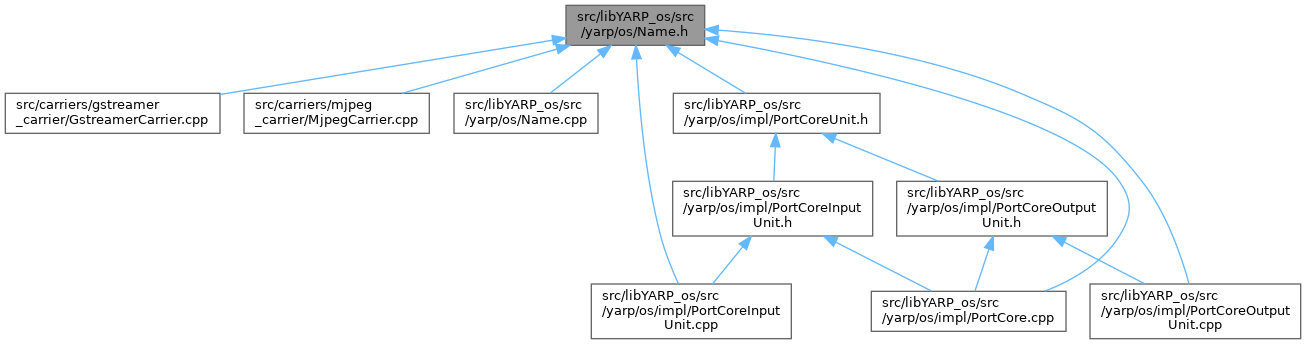 src/libYARP_os/src
/yarp/os/Name.h
src/carriers/gstreamer
_carrier/GstreamerCarrier.cpp
src/carriers/mjpeg
_carrier/MjpegCarrier.cpp
src/libYARP_os/src
/yarp/os/Name.cpp
src/libYARP_os/src
/yarp/os/impl/PortCoreUnit.h
src/libYARP_os/src
/yarp/os/impl/PortCoreInput
Unit.h
src/libYARP_os/src
/yarp/os/impl/PortCoreOutput
Unit.h
src/libYARP_os/src
/yarp/os/impl/PortCoreInput
Unit.cpp
src/libYARP_os/src
/yarp/os/impl/PortCore.cpp
src/libYARP_os/src
/yarp/os/impl/PortCoreOutput
Unit.cpp